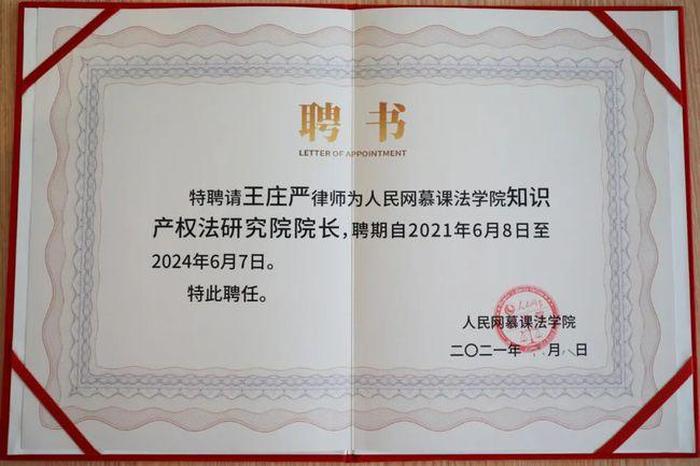 聘书
LETTER OF APPOINTMENT
特聘请王庄严律师为人民网慕课法学院知识
产权法研究院院长,聘期自2021年6月8日至
2024年6月7日。
特此聘任。
人民网慕课法学院
二〇二一年 月 日